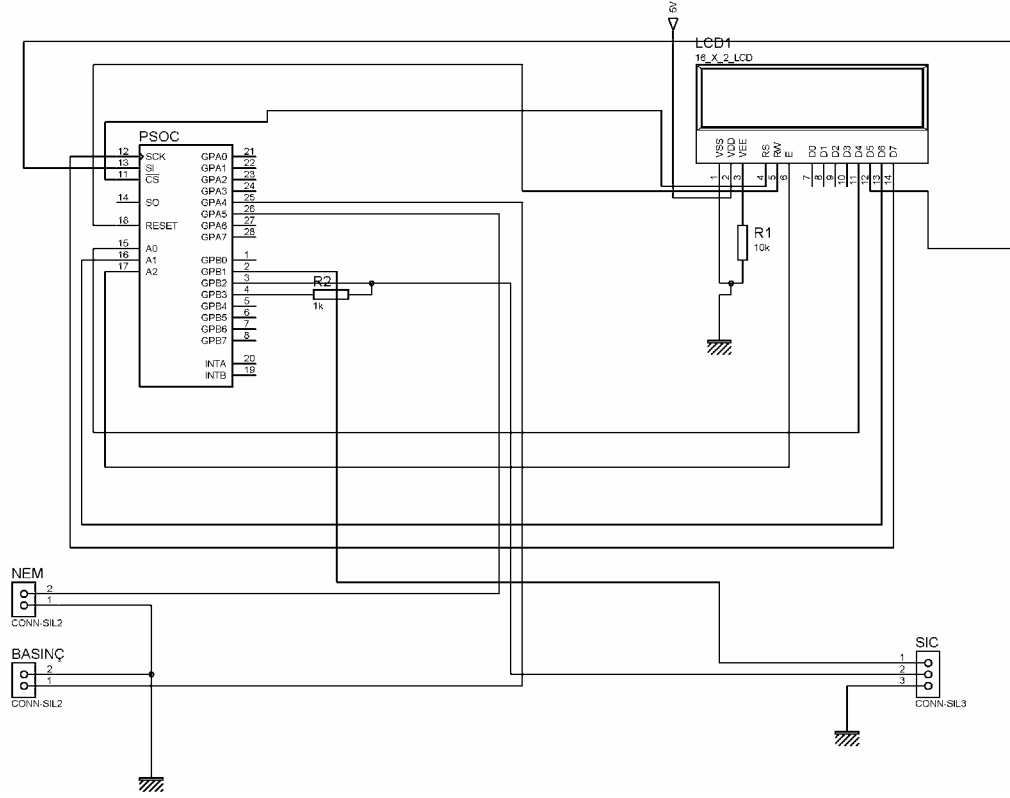 5V
LCD1
16_X_2_LCD
VSS
VDD
VEE
RS
RW
E
D0
D1
D2
D3
D4
D5
D6
D7
1
2
3
4
5
6
7
8
9
10
11
12
13
14
R1
10k
PSOC
12 SCK
13 SI
11 CS
14 SO
18 RESET
15 A0
16 A1
17 A2
GPA0 21
GPA1 22
GPA2 23
GPA3 24
GPA4 25
GPA5 26
GPA6 27
GPA7 28
GPB0 1
GPB1 2
GPB2 3
GPB3 4
GPB4 5
GPB5 6
GPB6 7
GPB7 8
INTA 20
INTB 19
R2
1k
NEM
2
1
CONN-SIL2
BASINÇ
2
1
CONN-SIL2
SIC
1
2
3
CONN-SIL3